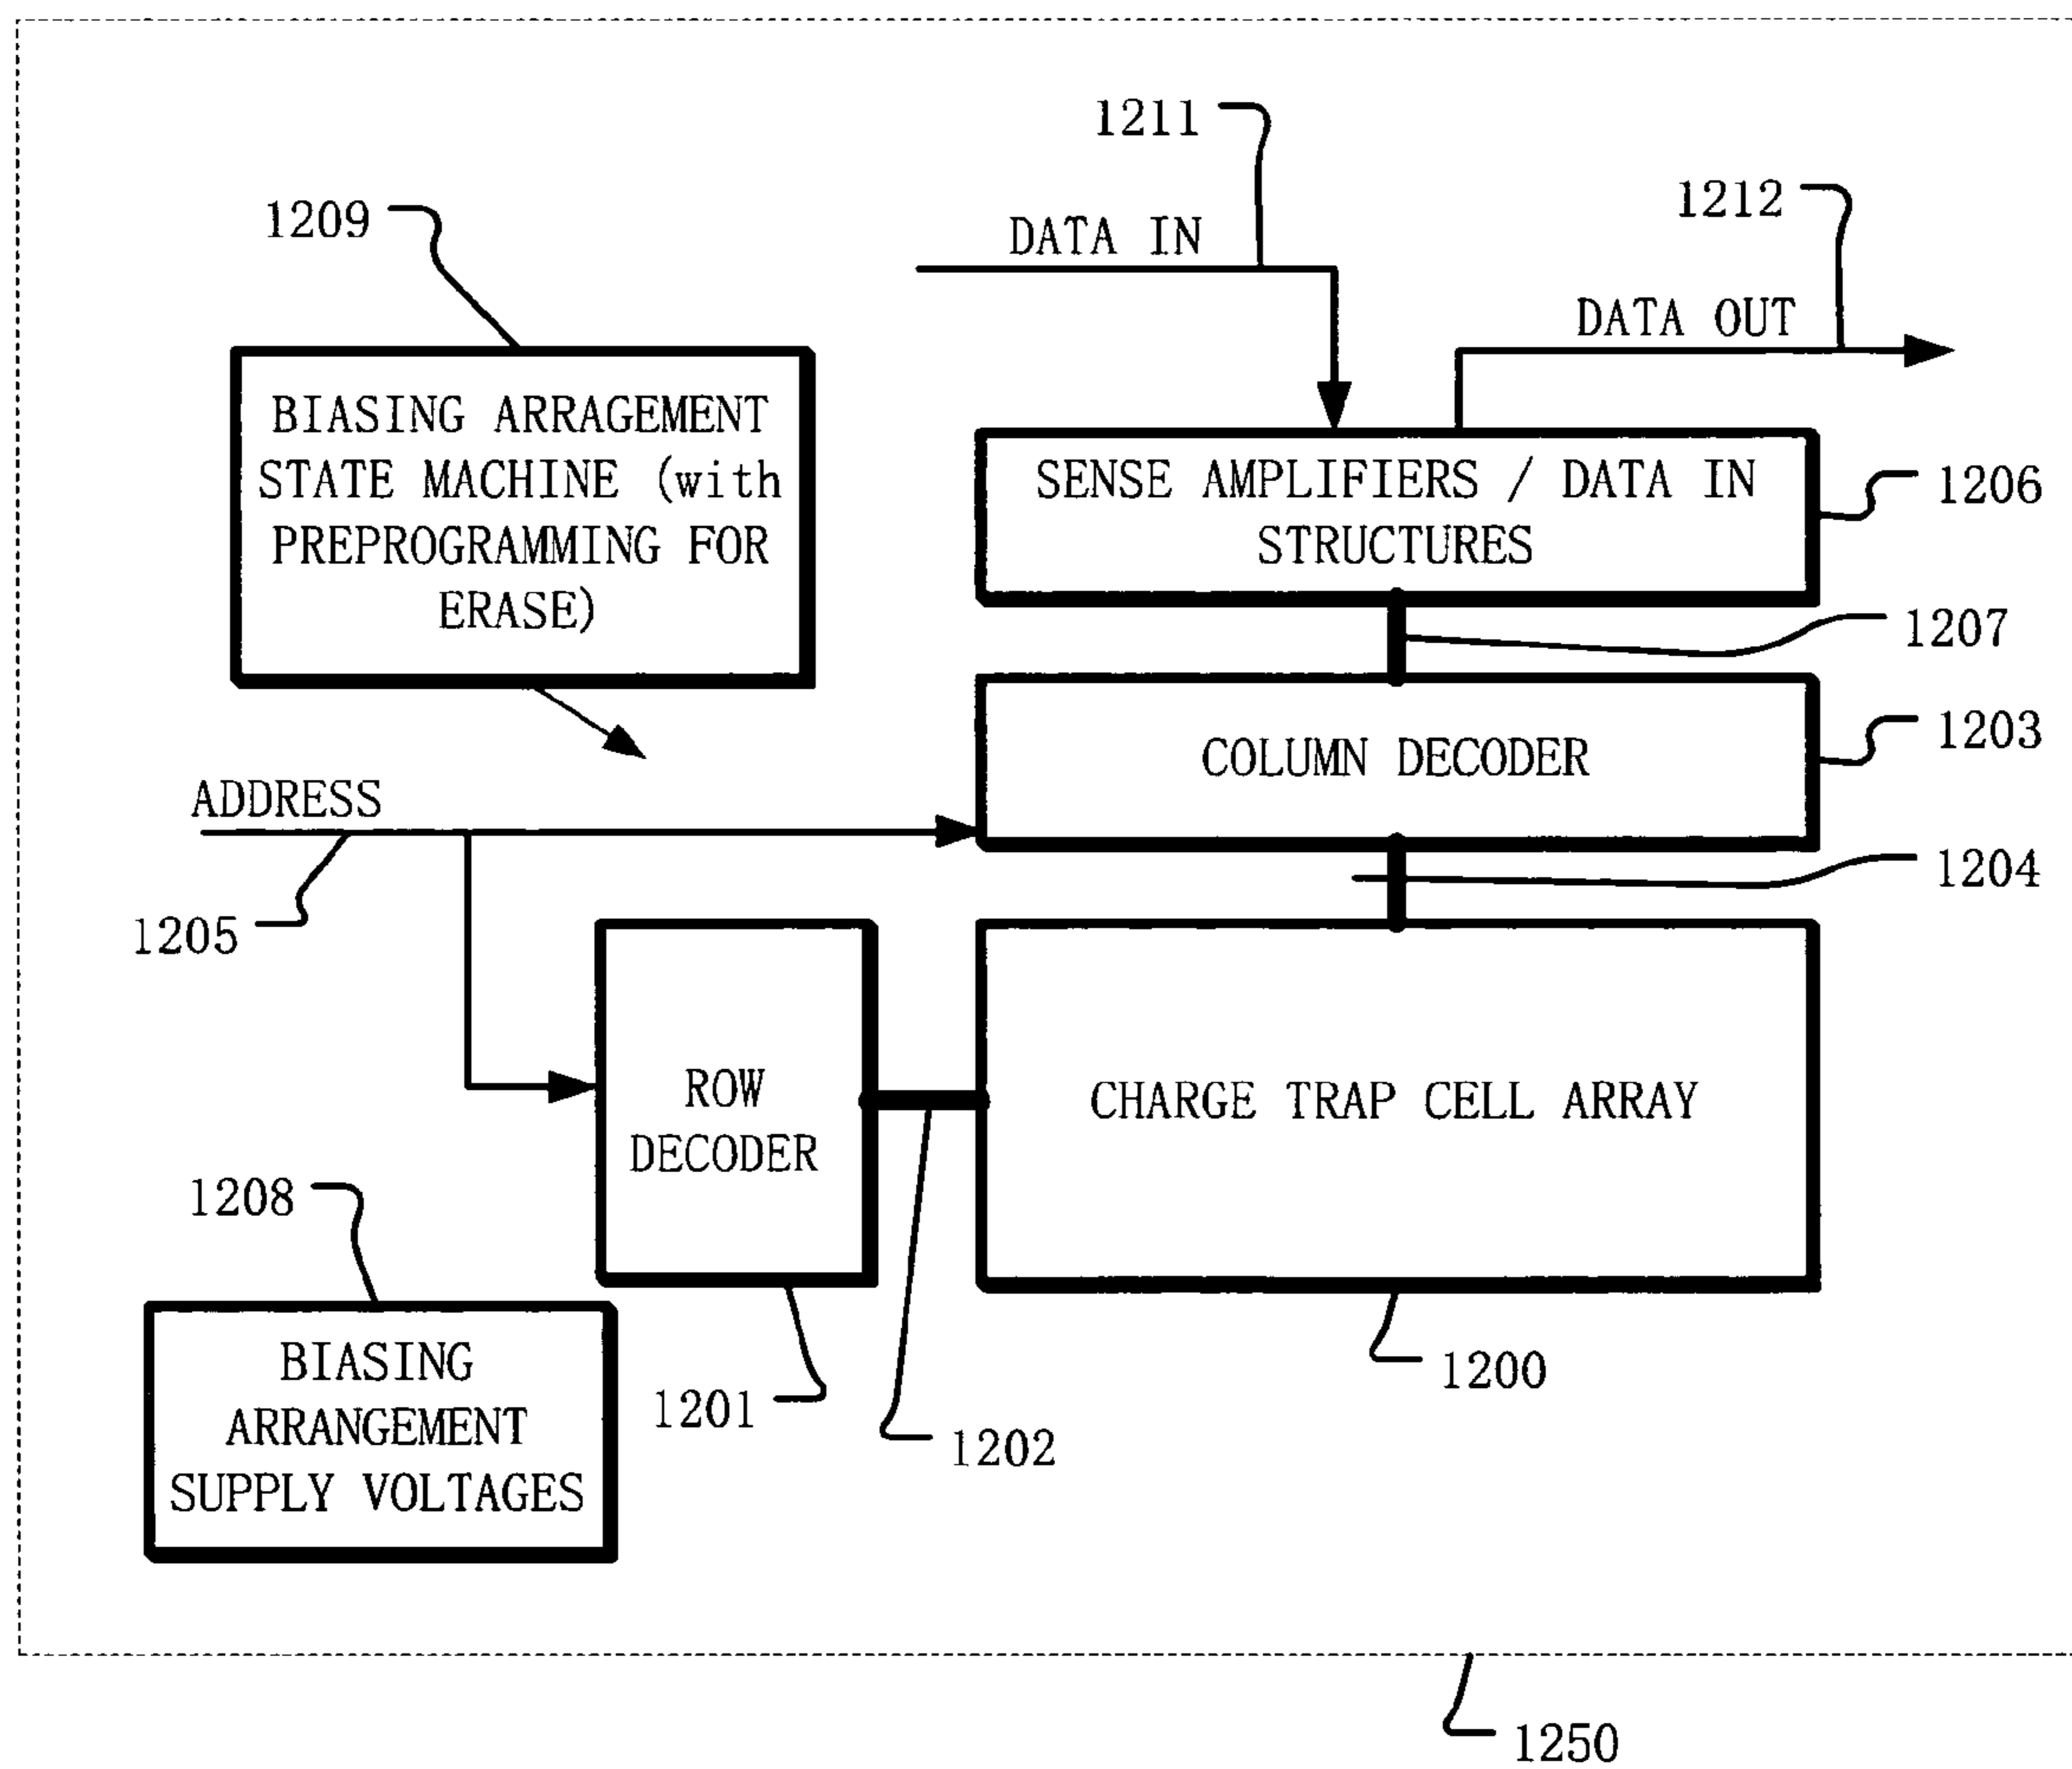 1211
1212
1209
DATA IN
DATA OUT
BIASING ARRAGEMENT
STATE MACHINE (with
PREPROGRAMMING FOR
ERASE)
SENSE AMPLIFIERS / DATA IN
STRUCTURES
1206
1207
COLUMN DECODER
1203
ADDRESS
1204
1205
ROW
DECODER
CHARGE TRAP CELL ARRAY
1208
BIASING
ARRANGEMENT
SUPPLY VOLTAGES
1201
1202
1200
1250